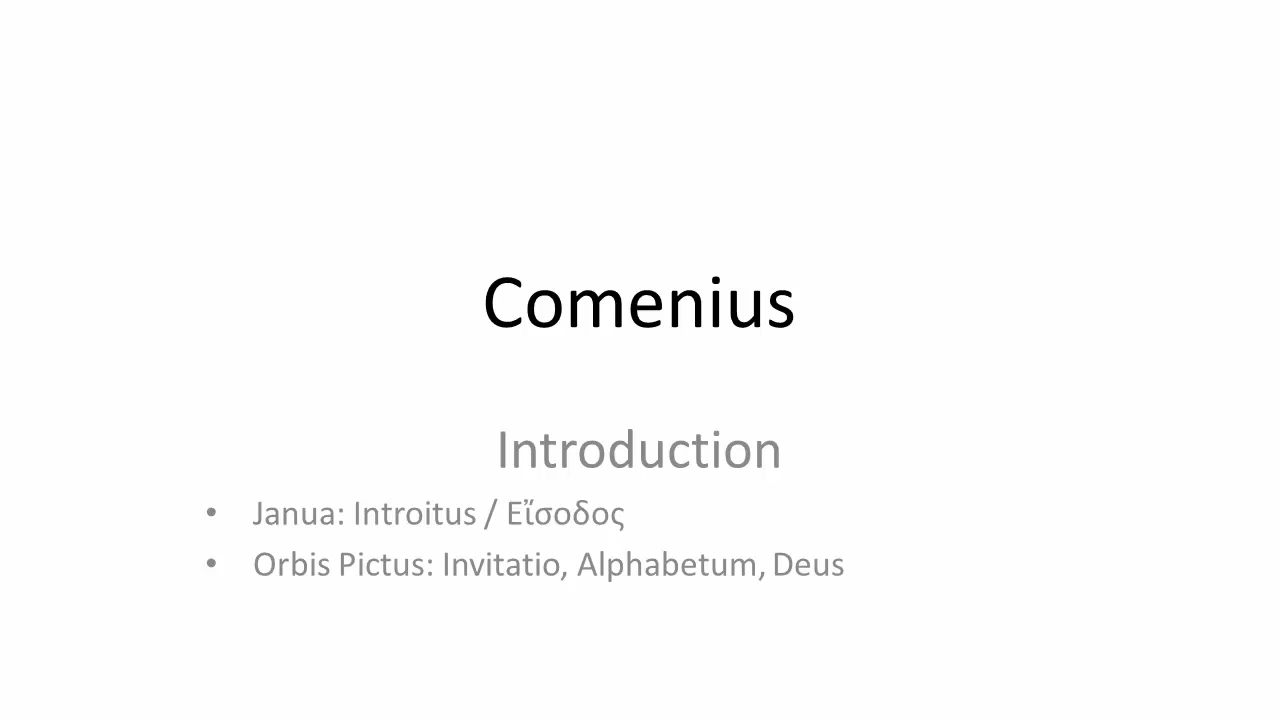 Comenius
Introduction
• Janua: Introitus / Εἴσοδος
• Orbis Pictus: Invitatio, Alphabetum, Deus